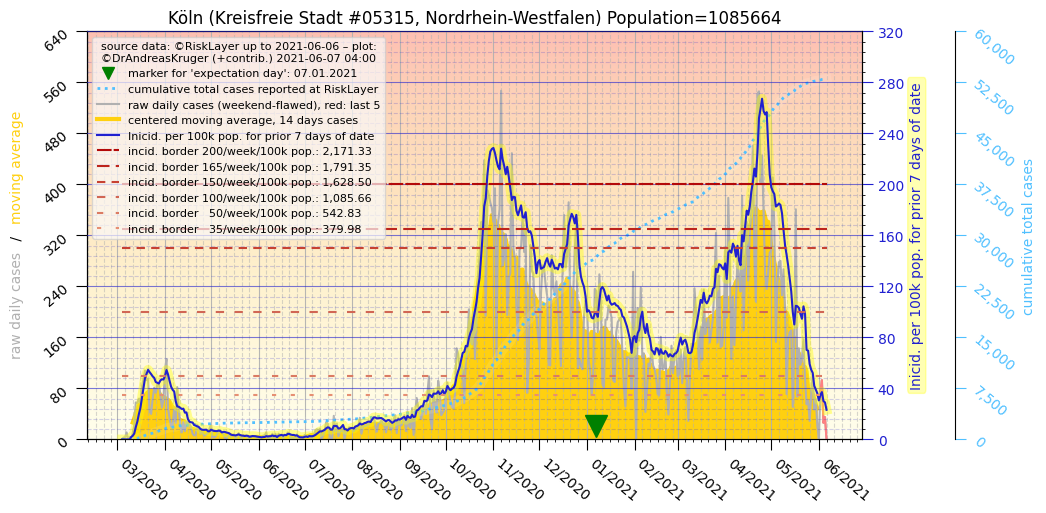 Köln (Kreisfreie Stadt #05315, Nordrhein-Westfalen) Population=1085664
source data: ©RiskLayer up to 2021-06-06 – plot:
©DrAndreasKruger (+contrib.) 2021-06-07 04:00
marker for 'expectation day': 07.01.2021
cumulative total cases reported at RiskLayer
raw daily cases (weekend-flawed), red: last 5
centered moving average, 14 days cases
Inicid. per 100k pop. for prior 7 days of date
incid. border 200/week/100k pop.: 2,171.33
incid. border 165/week/100k pop.: 1,791.35
incid. border 150/week/100k pop.: 1,628.50
incid. border 100/week/100k pop.: 1,085.66
incid. border   50/week/100k pop.: 542.83
incid. border   35/week/100k pop.: 379.98
raw daily cases / moving average
640
560
480
400
320
240
160
80
0
320
280
240
200
160
120
80
40
0
Inicid. per 100k pop. for prior 7 days of date
60,000
52,500
45,000
37,500
30,000
22,500
15,000
7,500
0
cumulative total cases
03/2020
04/2020
05/2020
06/2020
07/2020
08/2020
09/2020
10/2020
11/2020
12/2020
01/2021
02/2021
03/2021
04/2021
05/2021
06/2021